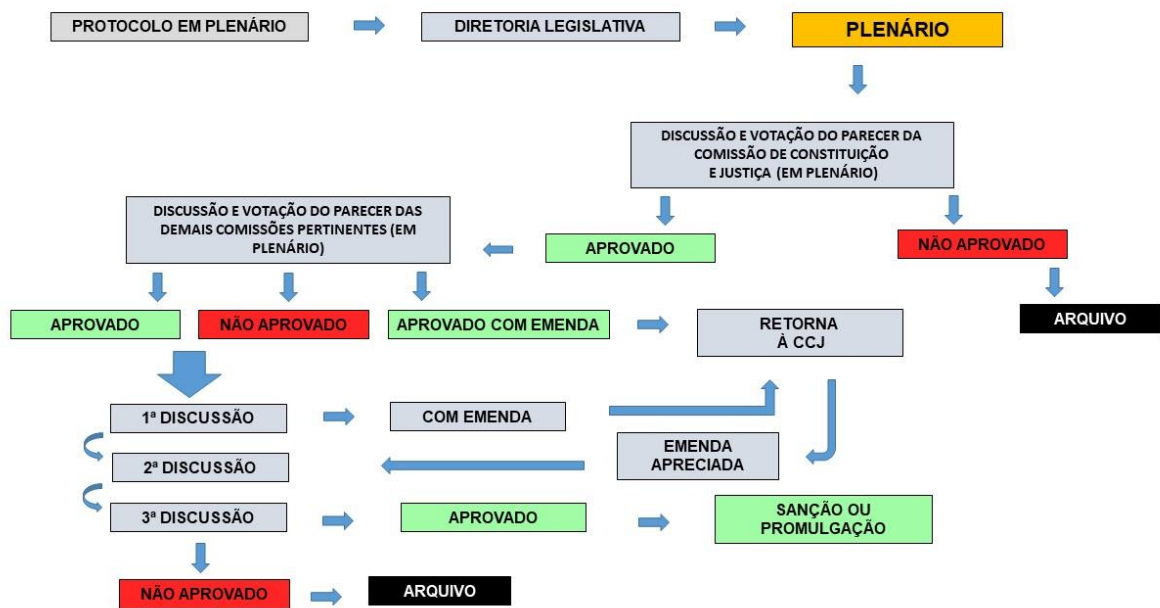 PROTOCOLO EM PLENÁRIO
DIRETORIA LEGISLATIVA
PLENÁRIO
DISCUSSÃO E VOTAÇÃO DO PARECER DA
COMISSÃO DE CONSTITUIÇÃO
E JUSTIÇA (EM PLENÁRIO)
DISCUSSÃO E VOTAÇÃO DO PARECER DAS
DEMAIS COMISSÕES PERTINENTES (EM
PLENÁRIO)
APROVADO
NÃO APROVADO
ARQUIVO
APROVADO
NÃO APROVADO
APROVADO COM EMENDA
RETORNA
À CCJ
1ª DISCUSSÃO
COM EMENDA
EMENDA
APRECIADA
2ª DISCUSSÃO
3ª DISCUSSÃO
APROVADO
SANÇÃO OU
PROMULGAÇÃO
NÃO APROVADO
ARQUIVO